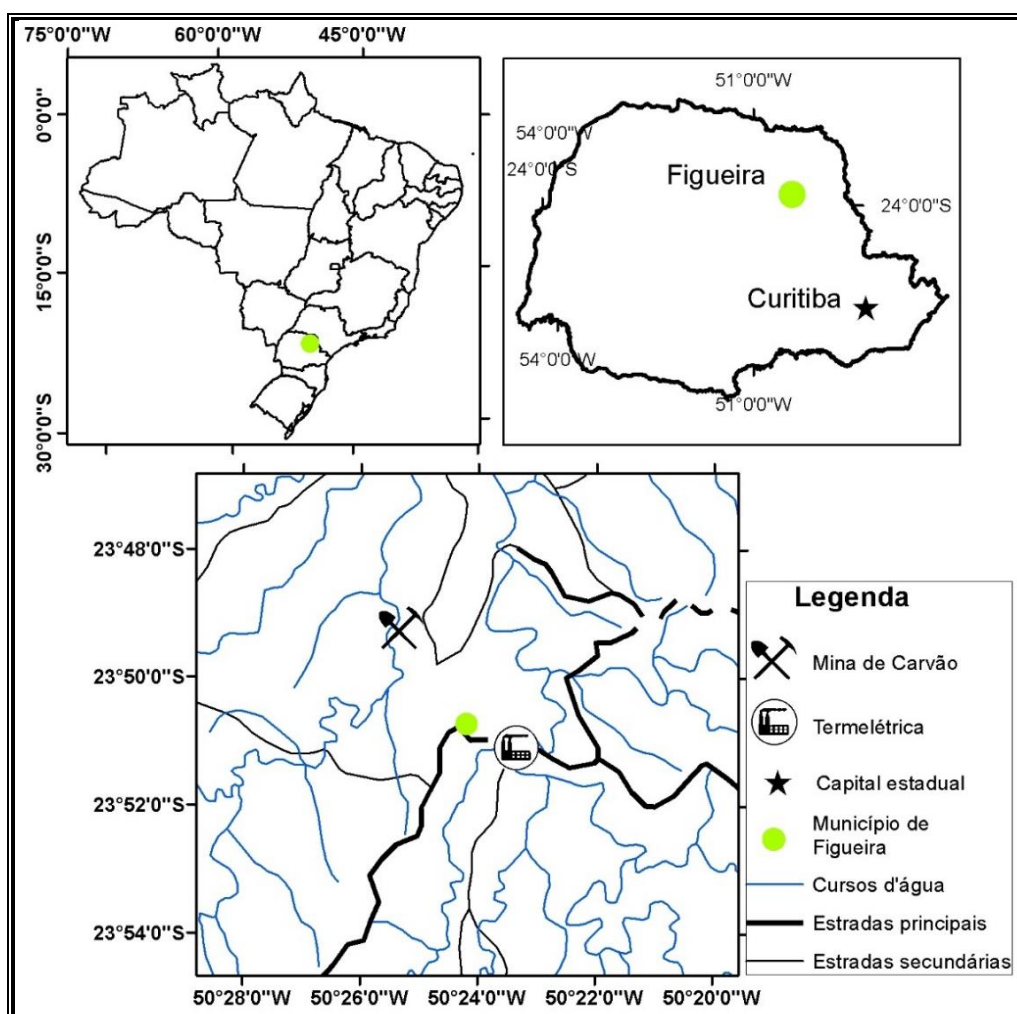 75°0'0"W 60°0'0"W 45°0'0"W
0°0'0"
15°0'0"S
30°0'0"S
51°0'0"W
54°0'0"W
24°0'0"S
Figueira
24°0'0"S
Curitiba
54°0'0"W
51°0'0"W
23°48'0"S
23°50'0"S
23°52'0"S
23°54'0"S
50°28'0"W 50°26'0"W 50°24'0"W 50°22'0"W 50°20'0"W
Legenda
Mina de Carvão
Termelétrica
Capital estadual
Município de
Figueira
Cursos d'água
Estradas principais
Estradas secundárias